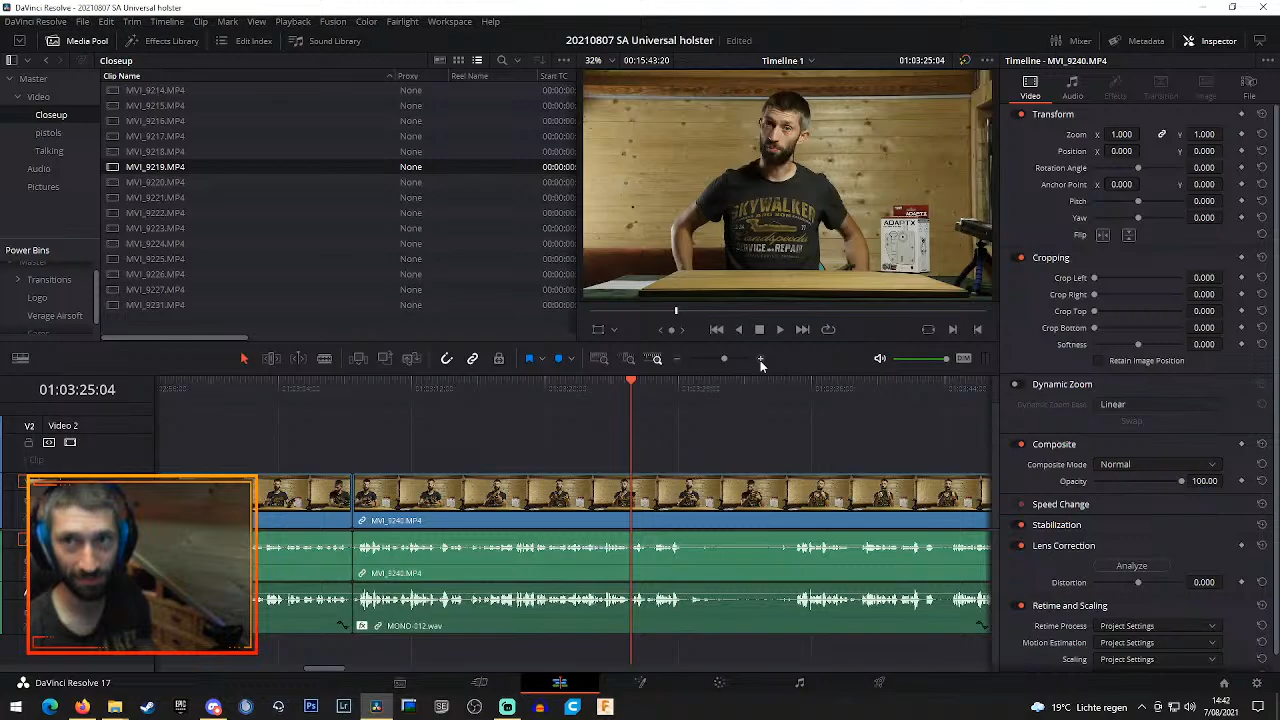 20210807 SA Universal holster - Timeline
DaVinci Resolve File Edit Trim Timeline Clip Mark View Playback Fusion Color Fairlight Workspace Help
Media Pool Effects Library Edit Index Sound Library 20210807 SA Universal holster Edited Mixer Metadata Inspector
Closeup 32% 00:15:43:20 Timeline 1 01:03:25:04 Timeline - MVI_9240.MP4
Master
Video
Closeup
pistols
Talking
Audio
Pictures
Power Bins
Transitions
Logo
Verage Airsoft
Clip Name Proxy Reel Name Start TC
MVI_9214.MP4 None 00:00:00
MVI_9215.MP4 None 00:00:00
MVI_9216.MP4 None 00:00:00
MVI_9217.MP4 None 00:00:00
MVI_9218.MP4 None 00:00:00
MVI_9219.MP4 None 00:00:00
MVI_9220.MP4 None 00:00:00
MVI_9221.MP4 None 00:00:00
MVI_9222.MP4 None 00:00:00
MVI_9223.MP4 None 00:00:00
MVI_9224.MP4 None 00:00:00
MVI_9225.MP4 None 00:00:00
MVI_9226.MP4 None 00:00:00
MVI_9227.MP4 None 00:00:00
MVI_9231.MP4 None 00:00:00
SKYWALKER
SERVICE REPAIR
ADAPTX
ADAPTX
Video Audio Effects Transition Image File
Transform
Zoom X 1.000 Y 1.000
Position X 0.000 Y 0.000
Rotation Angle 0.000
Anchor Point X 0.000 Y 0.000
Pitch 0.000
Yaw 0.000
Flip
Cropping
Crop Left 0.000
Crop Right 0.000
Crop Top 0.000
Crop Bottom 0.000
Softness 0.000
Retain Image Position
Dynamic Zoom
Dynamic Zoom Ease Linear
Swap
Composite
Composite Mode Normal
Opacity 100.00
Speed Change
Stabilization
Lens Correction
Analyze
Distortion 0.000
Retime and Scaling
Retime Process Project Settings
Motion Estimation Project Settings
Scaling Project Settings
DIM
01:03:25:04
V2 Video 2
Clip
MVI_9240.MP4
MVI_9240.MP4
MONO-012.wav
DaVinci Resolve 17
19°C Lichte regen 14:42
7/08/2021